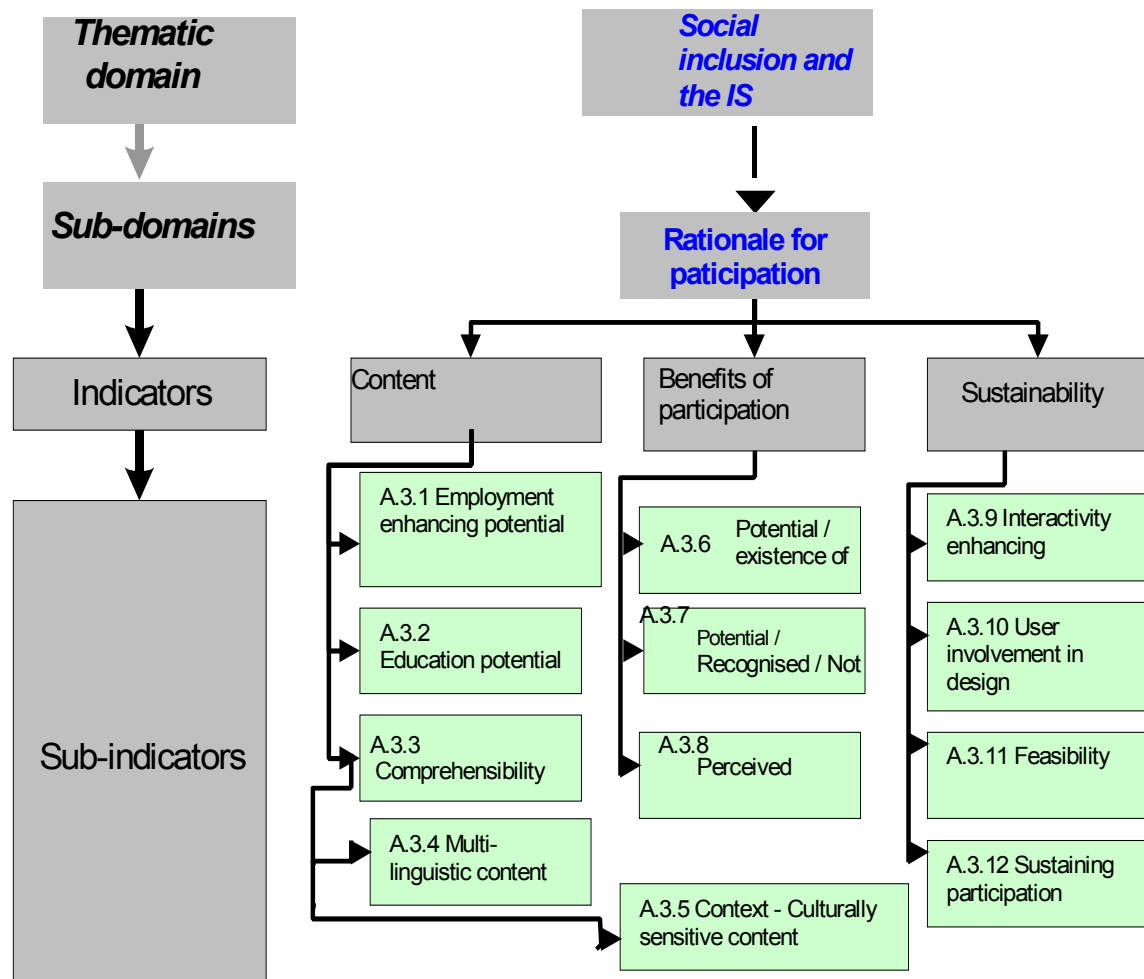 Thematic
domain
Social
inclusion and
the IS
Sub-domains
Rationale for
paticipation
Indicators
Content
Benefits of
participation
Sustainability
Sub-indicators
A.3.1 Employment
enhancing potential
A.3.2
Education potential
A.3.3
Comprehensibility
A.3.4 Multi-
linguistic content
A.3.5 Context - Culturally
sensitive content
A.3.6 Potential /
existence of
A.3.7
Potential /
Recognised / Not
A.3.8
Perceived
A.3.9 Interactivity
enhancing
A.3.10 User
involvement in
design
A.3.11 Feasibility
A.3.12 Sustaining
participation